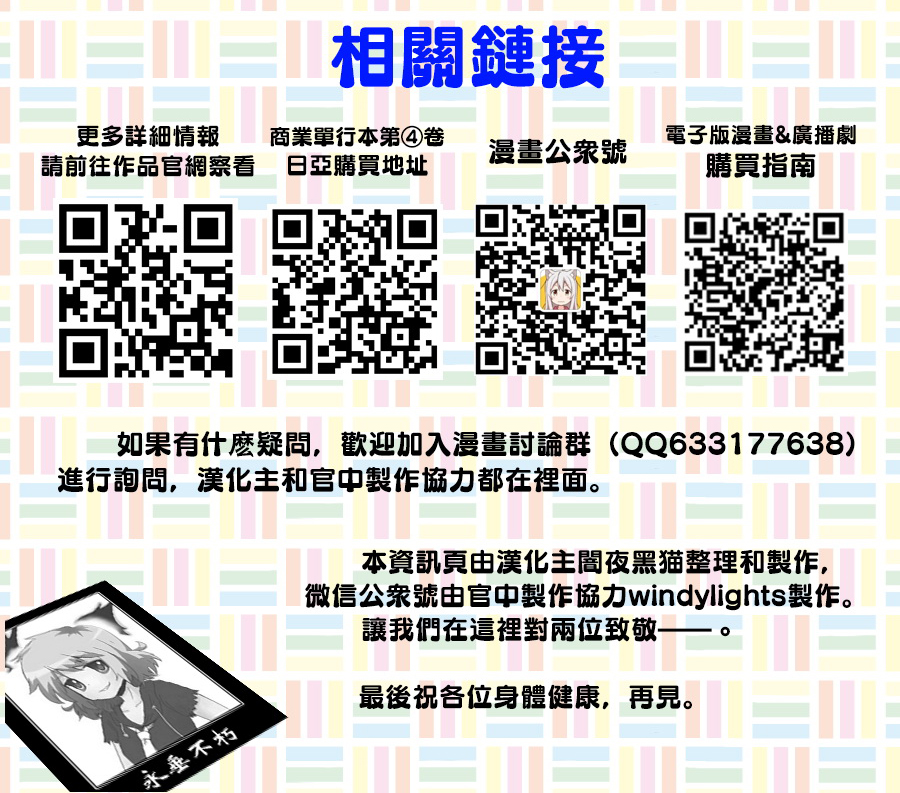 相關鏈接
更多詳細情報
請前往作品官網察看
商業單行本第④卷
日亞購買地址
漫畫公衆號
電子版漫畫&廣播劇
購買指南
如果有什麽疑問，歡迎加入漫畫討論群（QQ633177638）
進行詢問，漢化主和官中製作協力都在裡面。
本資訊頁由漢化主闇夜黑猫整理和製作，
微信公衆號由官中製作協力windylights製作。
讓我們在這裡對兩位致敬——。
最後祝各位身體健康，再見。
永垂不朽